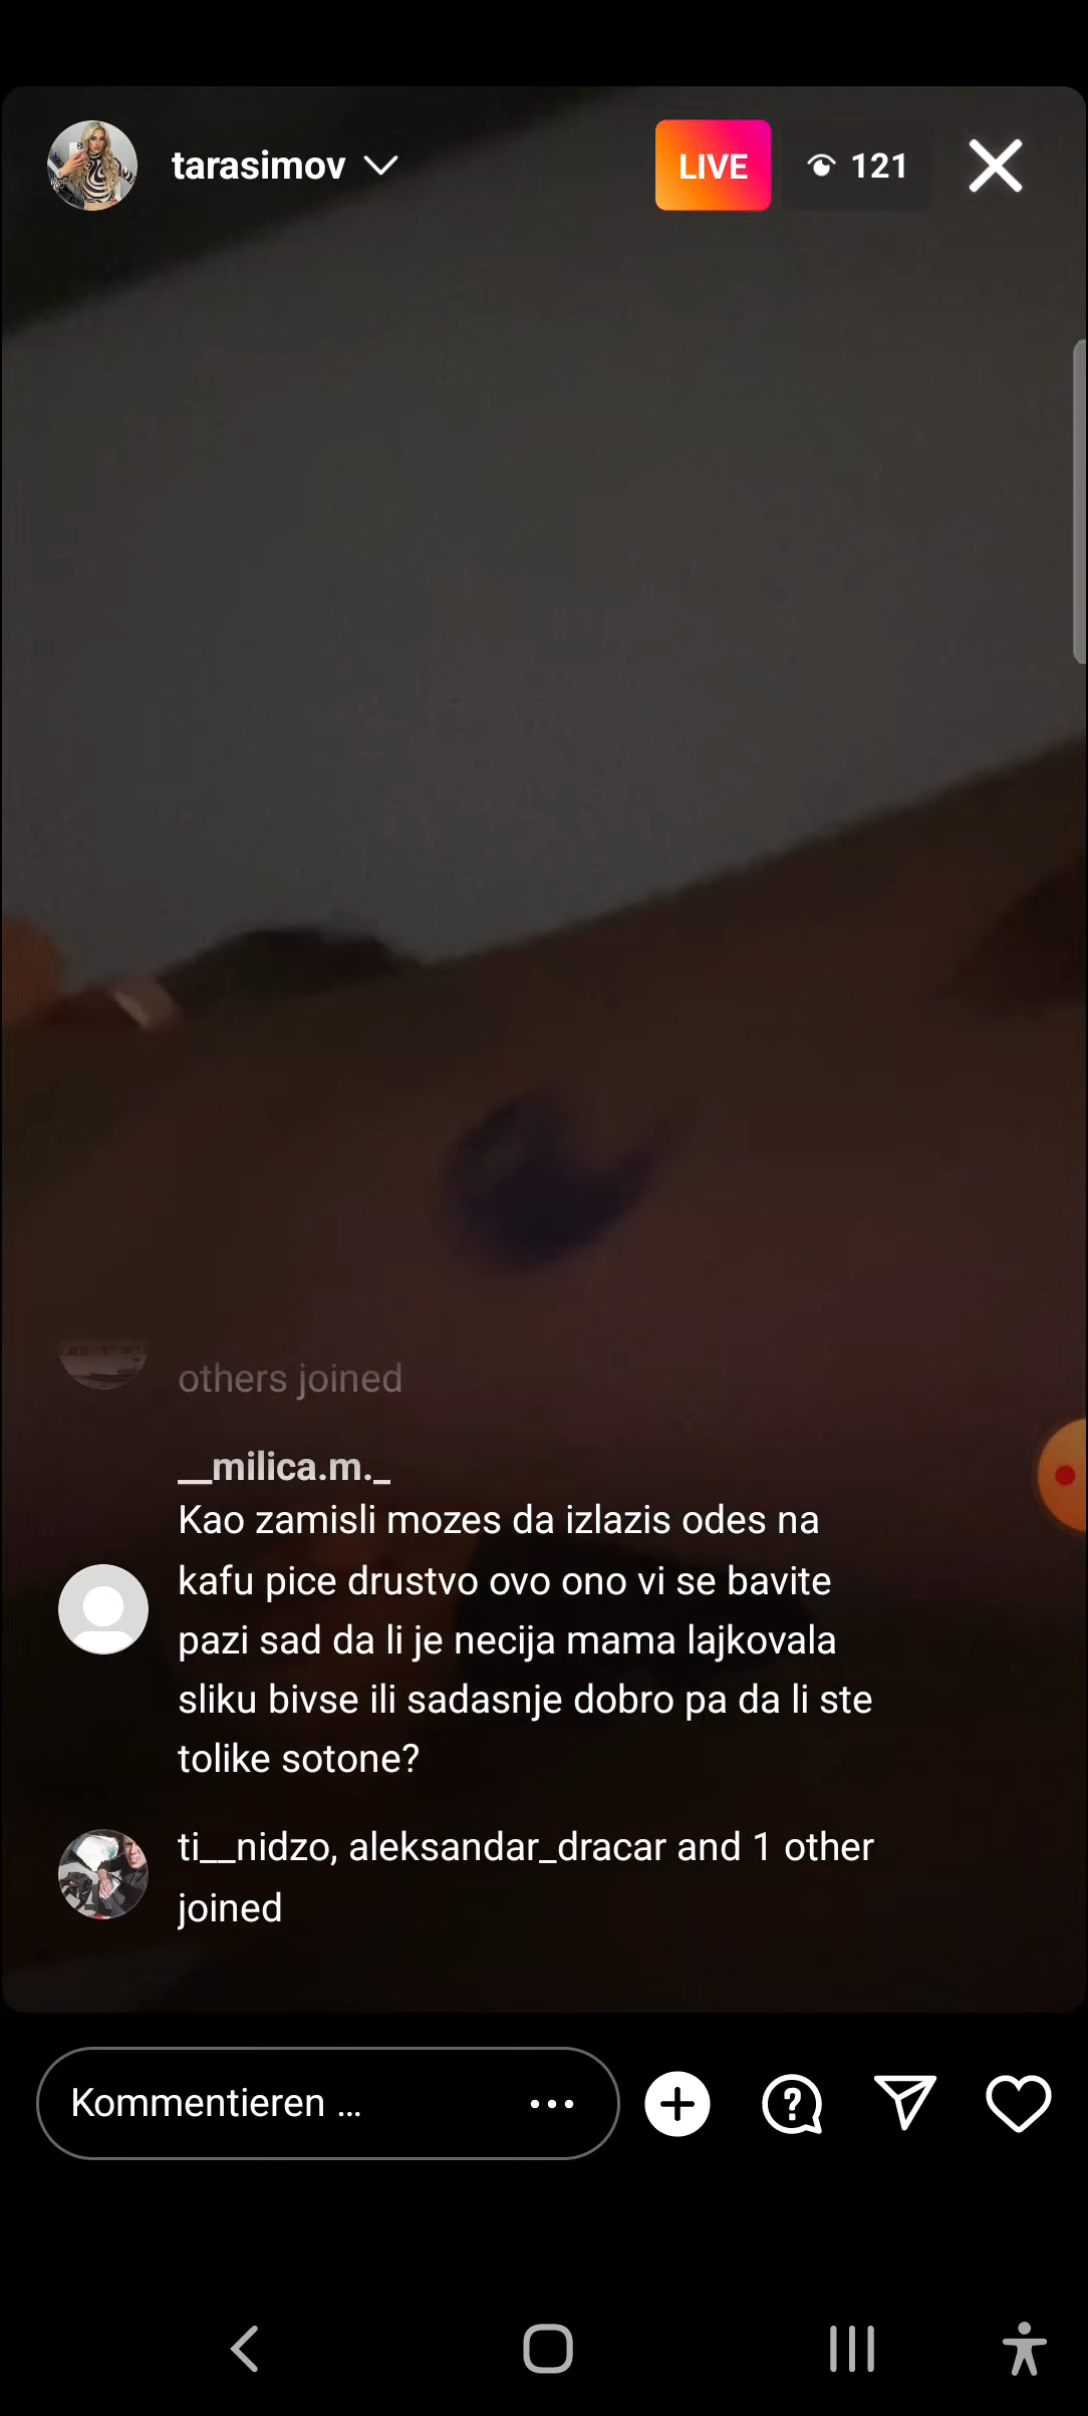 tarasimov
LIVE
121
others joined
__milica.m._
Kao zamisli mozes da izlazis odes na
kafu pice drustvo ovo ono vi se bavite
pazi sad da li je necija mama lajkovala
sliku bivse ili sadasnje dobro pa da li ste
tolike sotone?
ti__nidzo, aleksandar_dracar and 1 other
joined
Kommentieren ...